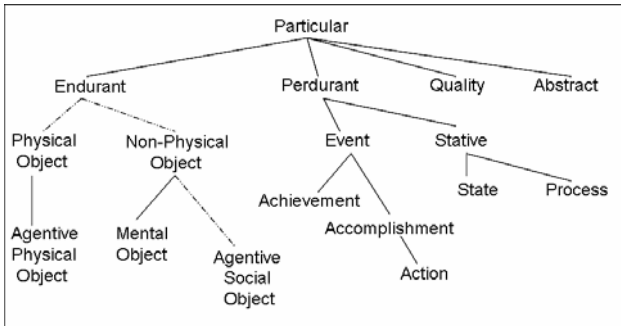 Particular
Endurant
Perdurant
Quality
Abstract
Physical
Object
Non-Physical
Object
Event
Stative
Achievement
State
Process
Agentive
Physical Object
Mental
Object
Accomplishment
Agentive
Social
Object
Action